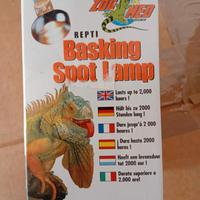 ZOO MED
REPTI
Basking
Spot Lamp
Lasts up to 2,000
hours !
Hält bis zu 2000
Stunden lang !
Dure jusqu'à 2 000
heures !
¡ Dura hasta 2000
horas !
Heeft een levensduur
tot 2000 uur !
Durata superiore a
2.000 ore!